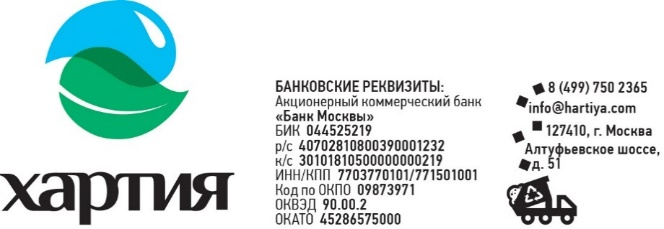 хартия
БАНКОВСКИЕ РЕКВИЗИТЫ:
Акционерный коммерческий банк
«Банк Москвы»
БИК 044525219
р/с 40702810800390001232
к/с 30101810500000000219
ИНН/КПП 7703770101/771501001
Код по ОКПО 09873971
ОКВЭД 90.00.2
ОКАТО 45286575000
8 (499) 750 2365
info@hartiya.com
127410, г. Москва
Алтуфьевское шоссе,
д. 51